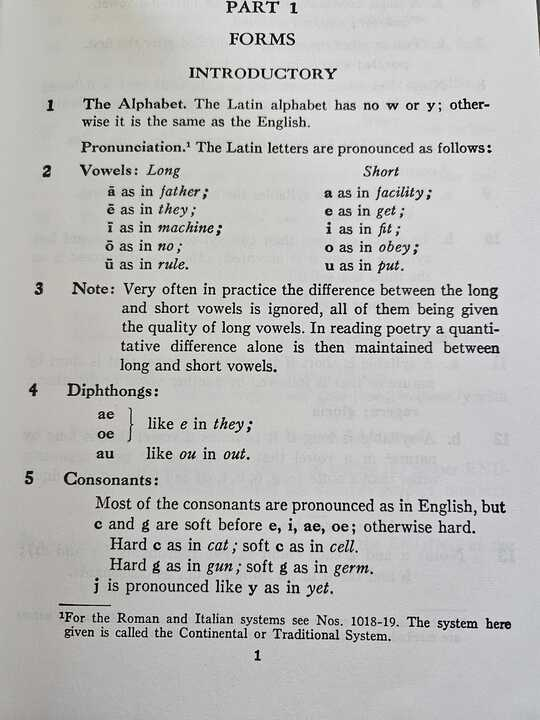 PART 1
FORMS
INTRODUCTORY
1 The Alphabet. The Latin alphabet has no w or y; other-
wise it is the same as the English.
Pronunciation.¹ The Latin letters are pronounced as follows:
2 Vowels: Long Short
ā as in father; a as in facility;
ē as in they; e as in get;
ī as in machine; i as in fit;
ō as in no; o as in obey;
ū as in rule. u as in put.
3 Note: Very often in practice the difference between the long
and short vowels is ignored, all of them being given
the quality of long vowels. In reading poetry a quanti-
tative difference alone is then maintained between
long and short vowels.
4 Diphthongs:
ae
oe } like e in they;
au like ou in out.
5 Consonants:
Most of the consonants are pronounced as in English, but
c and g are soft before e, i, ae, oe; otherwise hard.
Hard c as in cat; soft c as in cell.
Hard g as in gun; soft g as in germ.
j is pronounced like y as in yet.
¹For the Roman and Italian systems see Nos. 1018-19. The system here
given is called the Continental or Traditional System.
1